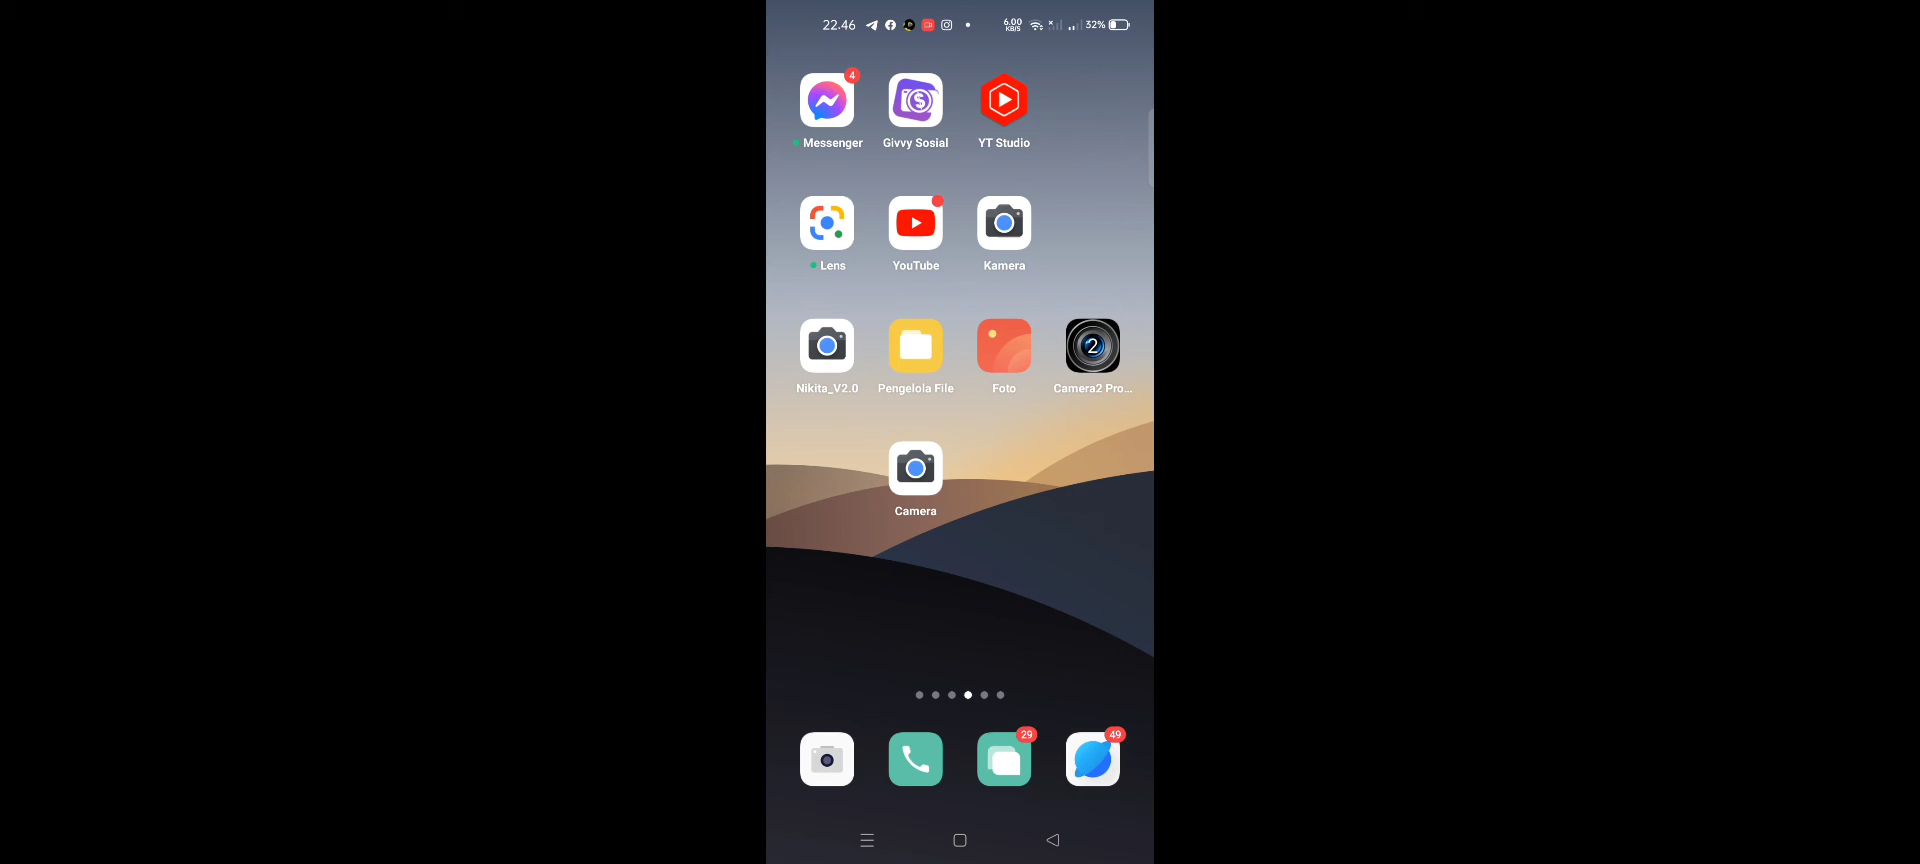 22.46 6.00 KB/S 32%
4
Messenger Givvy Sosial YT Studio
Lens YouTube Kamera
2
Nikita_V2.0 Pengelola File Foto Camera2 Pro...
Camera
29 49